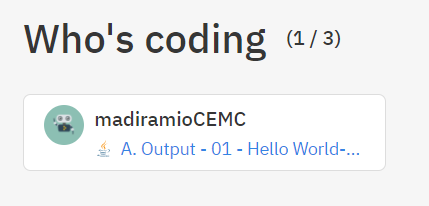 Who's coding (1 / 3)
madiramioCEMC
A. Output - 01 - Hello World-...